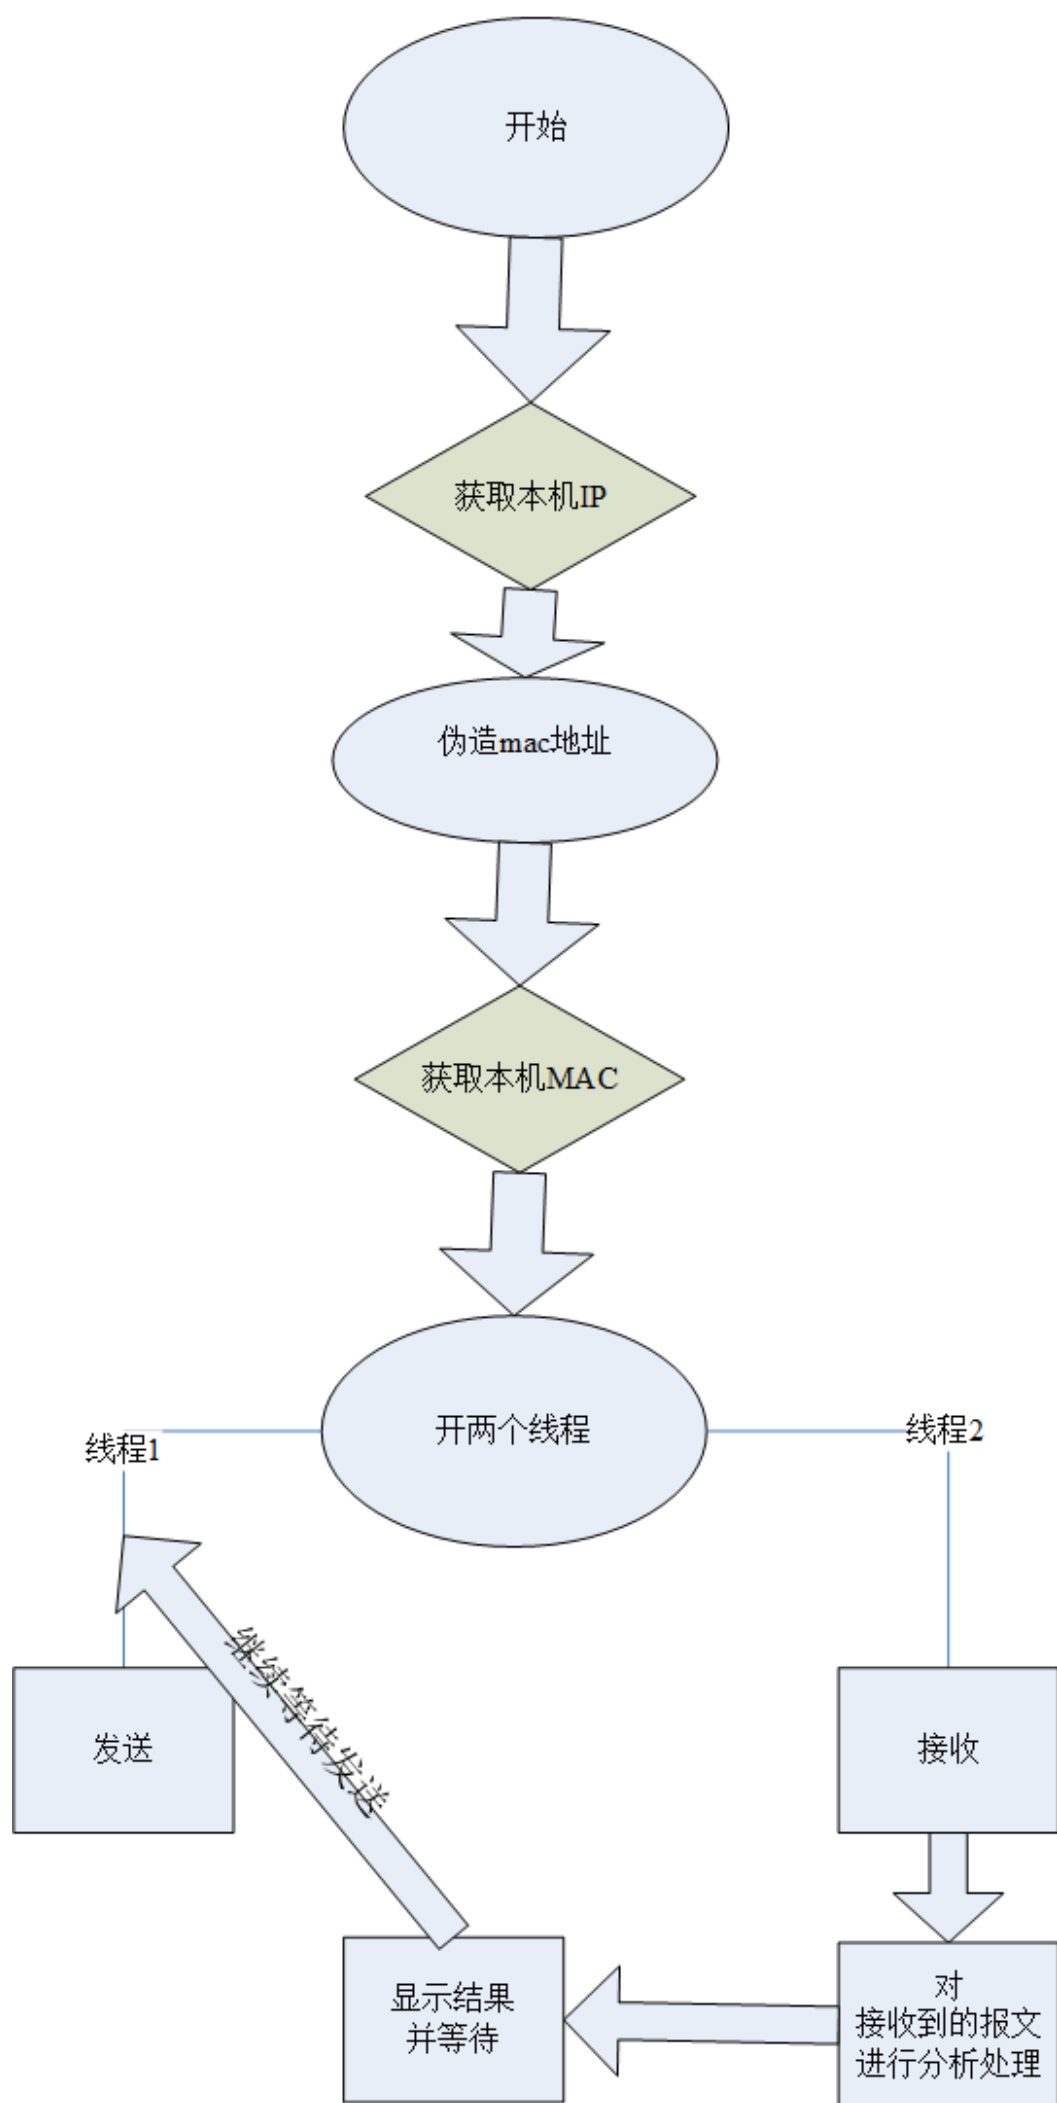 开始
获取本机IP
伪造mac地址
获取本机MAC
开两个线程
线程1
线程2
继续等待发送
发送
接收
显示结果
并等待
对
接收到的报文
进行分析处理